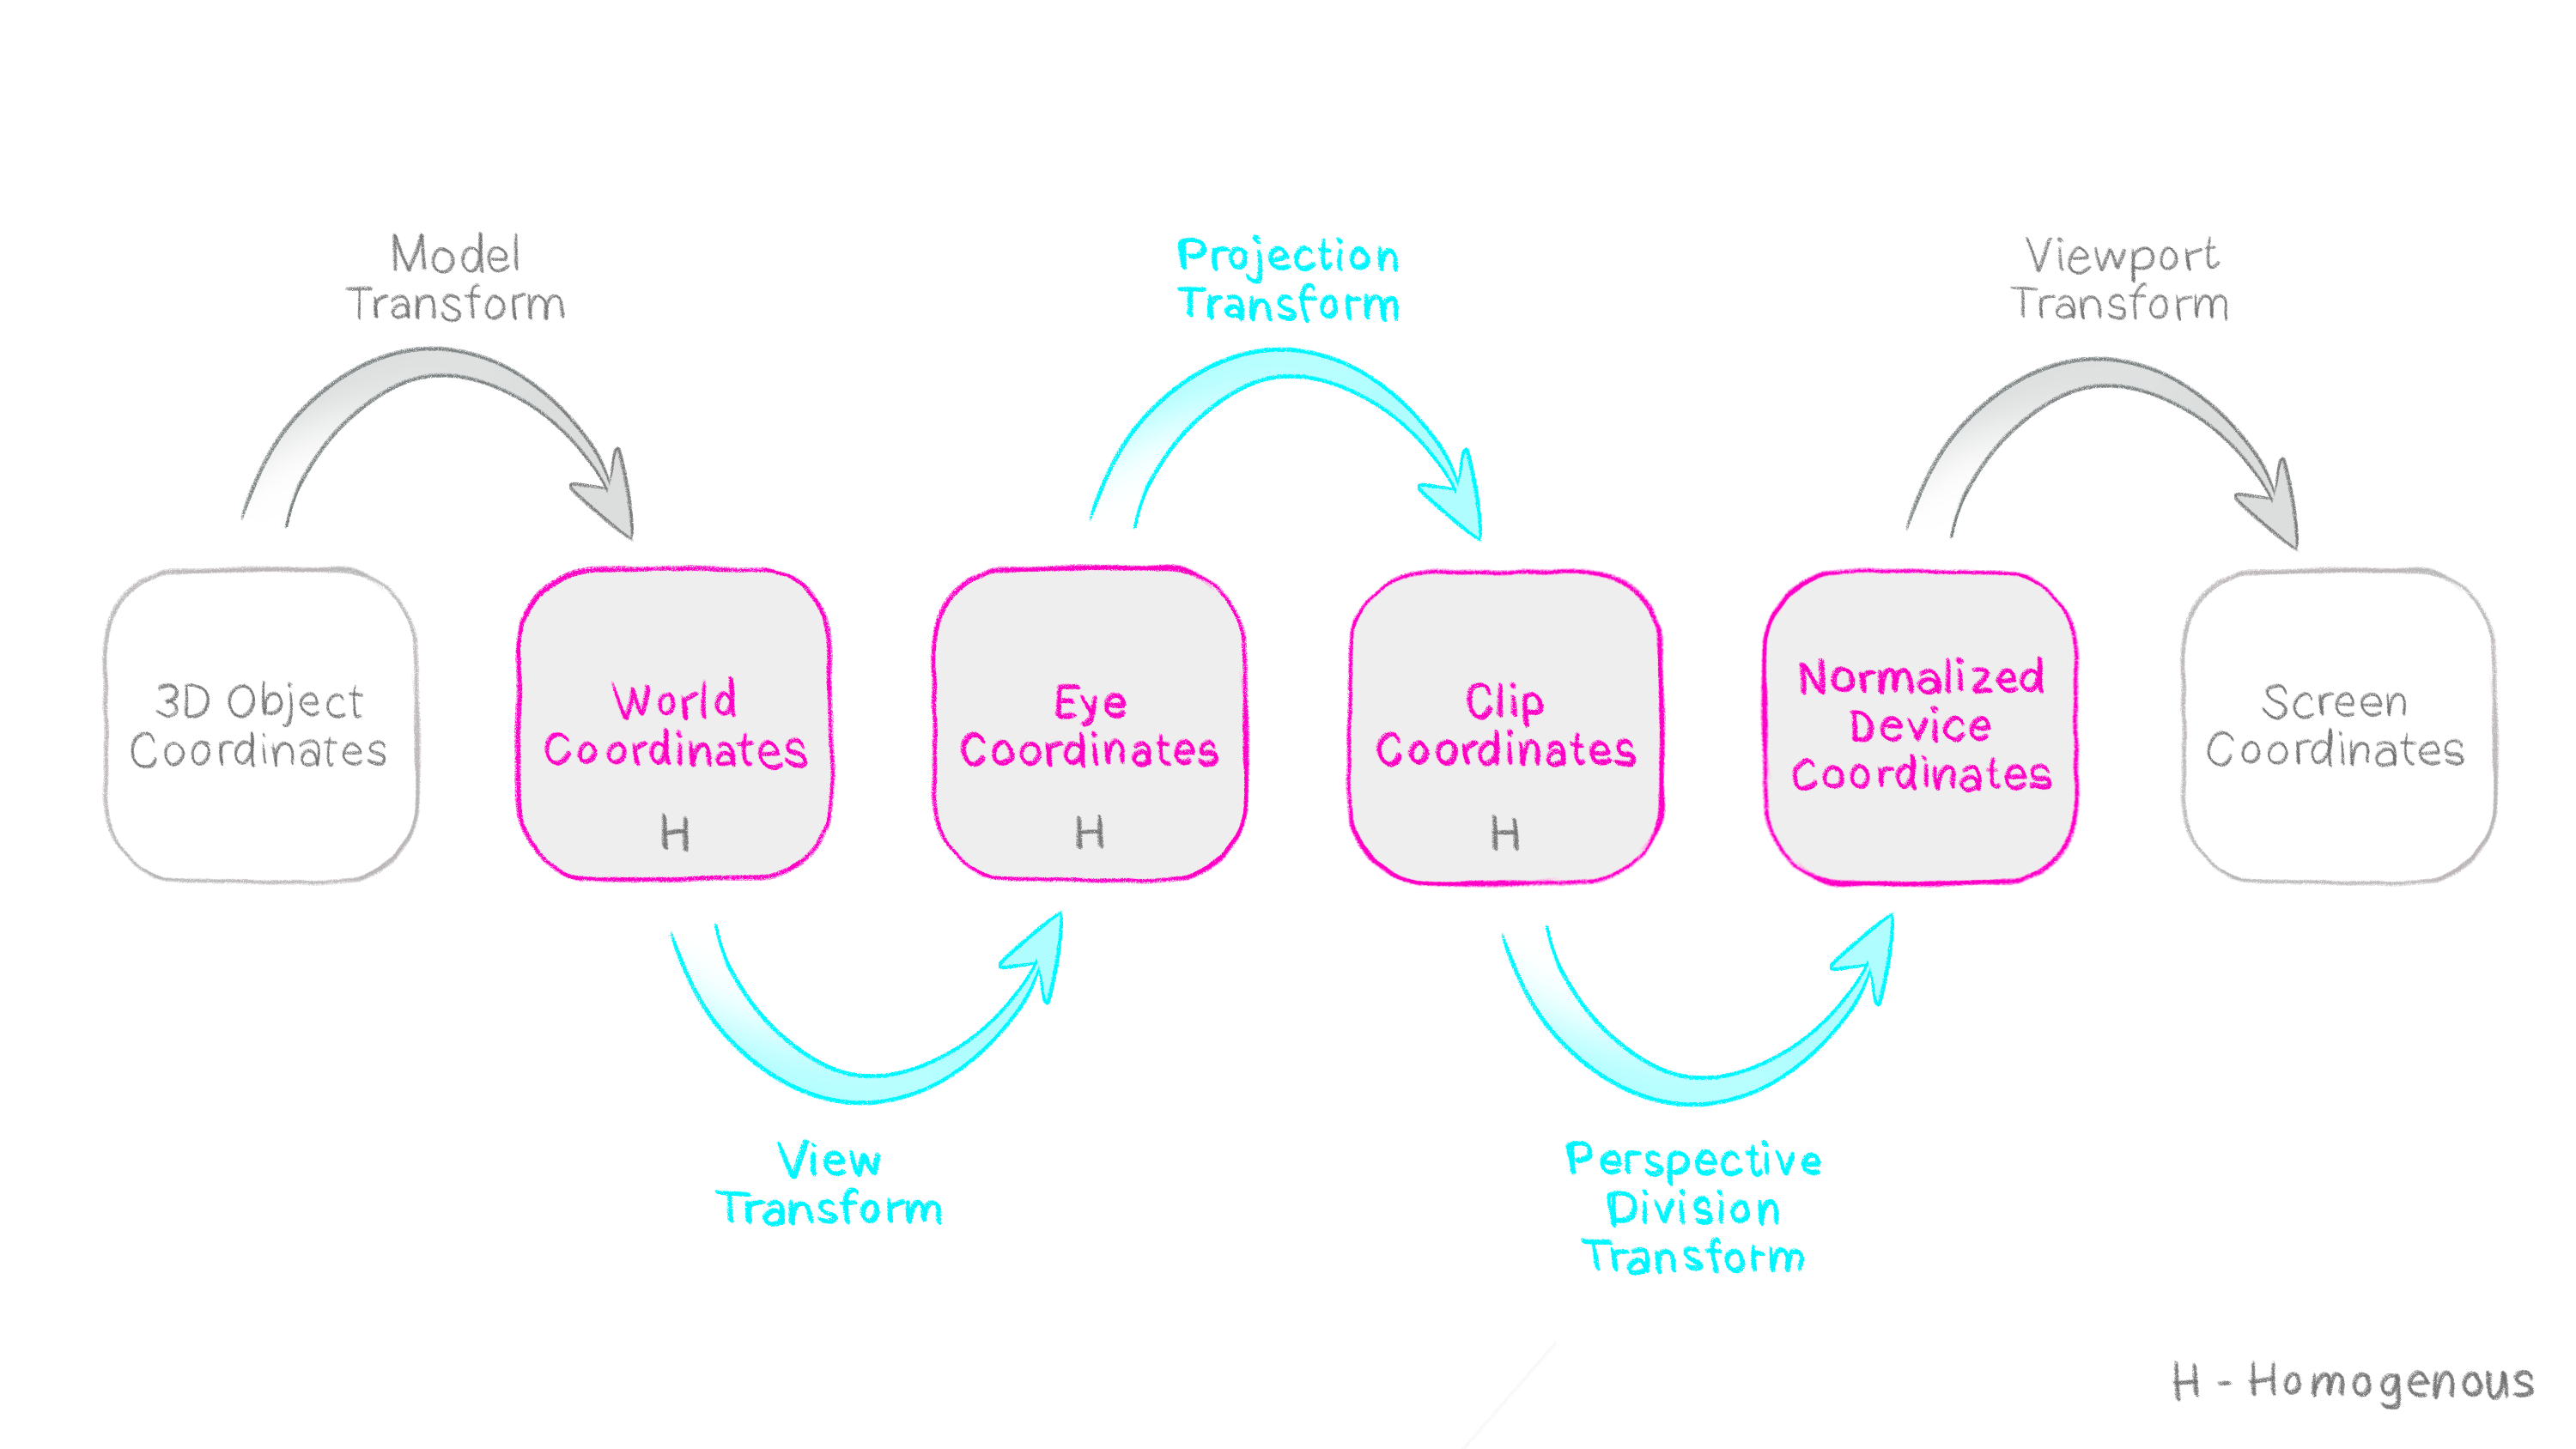 Model
Transform
Projection
Transform
Viewport
Transform
3D Object
Coordinates
World
Coordinates
H
Eye
Coordinates
H
Clip
Coordinates
H
Normalized
Device
Coordinates
Screen
Coordinates
View
Transform
Perspective
Division
Transform
H - Homogenous